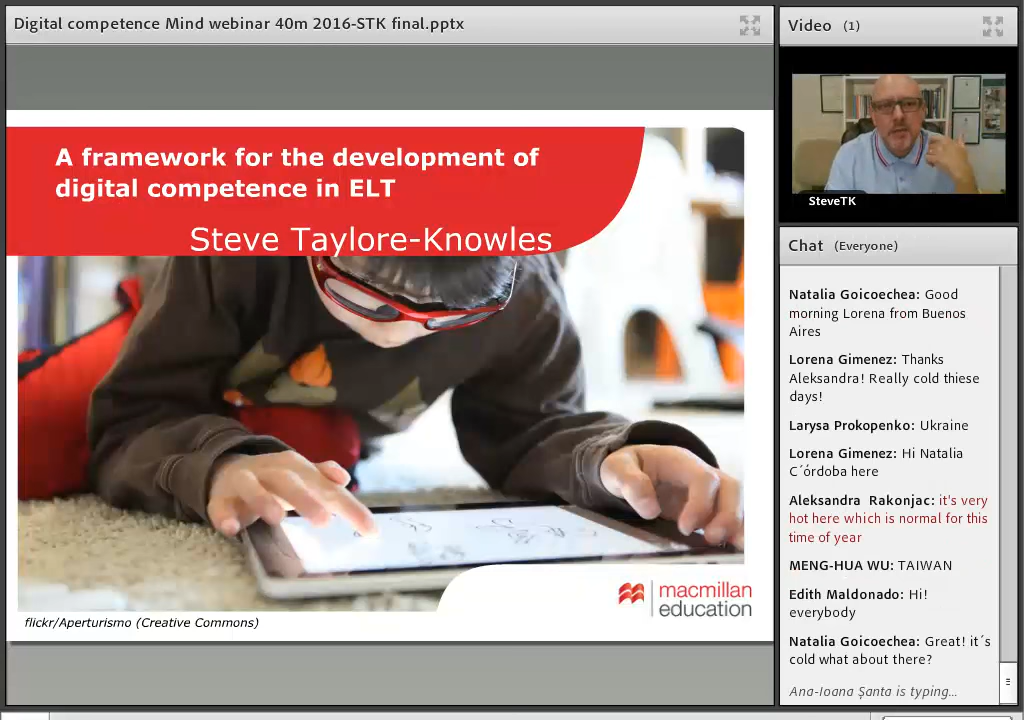 Digital competence Mind webinar 40m 2016-STK final.pptx
A framework for the development of
digital competence in ELT
Steve Taylore-Knowles
macmillan
education
flickr/Aperturismo (Creative Commons)
Video (1)
SteveTK
Chat (Everyone)
Natalia Goicoechea: Good
morning Lorena from Buenos
Aires
Lorena Gimenez: Thanks
Aleksandra! Really cold thiese
days!
Larysa Prokopenko: Ukraine
Lorena Gimenez: Hi Natalia
C´órdoba here
Aleksandra Rakonjac: it's very
hot here which is normal for this
time of year
MENG-HUA WU: TAIWAN
Edith Maldonado: Hi!
everybody
Natalia Goicoechea: Great! it´s
cold what about there?
Ana-Ioana Șanta is typing...